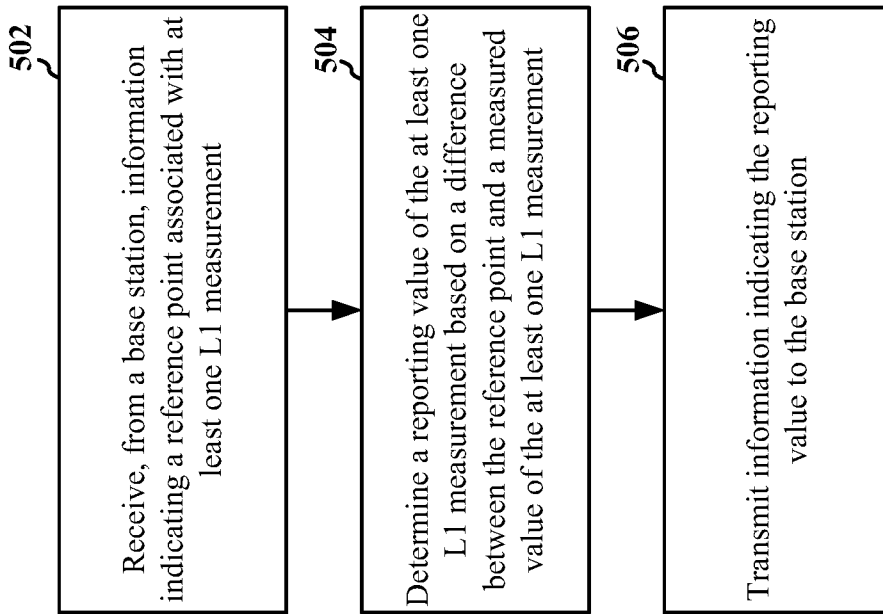 502
Receive, from a base station, information
indicating a reference point associated with at
least one L1 measurement
504
Determine a reporting value of the at least one
L1 measurement based on a difference
between the reference point and a measured
value of the at least one L1 measurement
506
Transmit information indicating the reporting
value to the base station